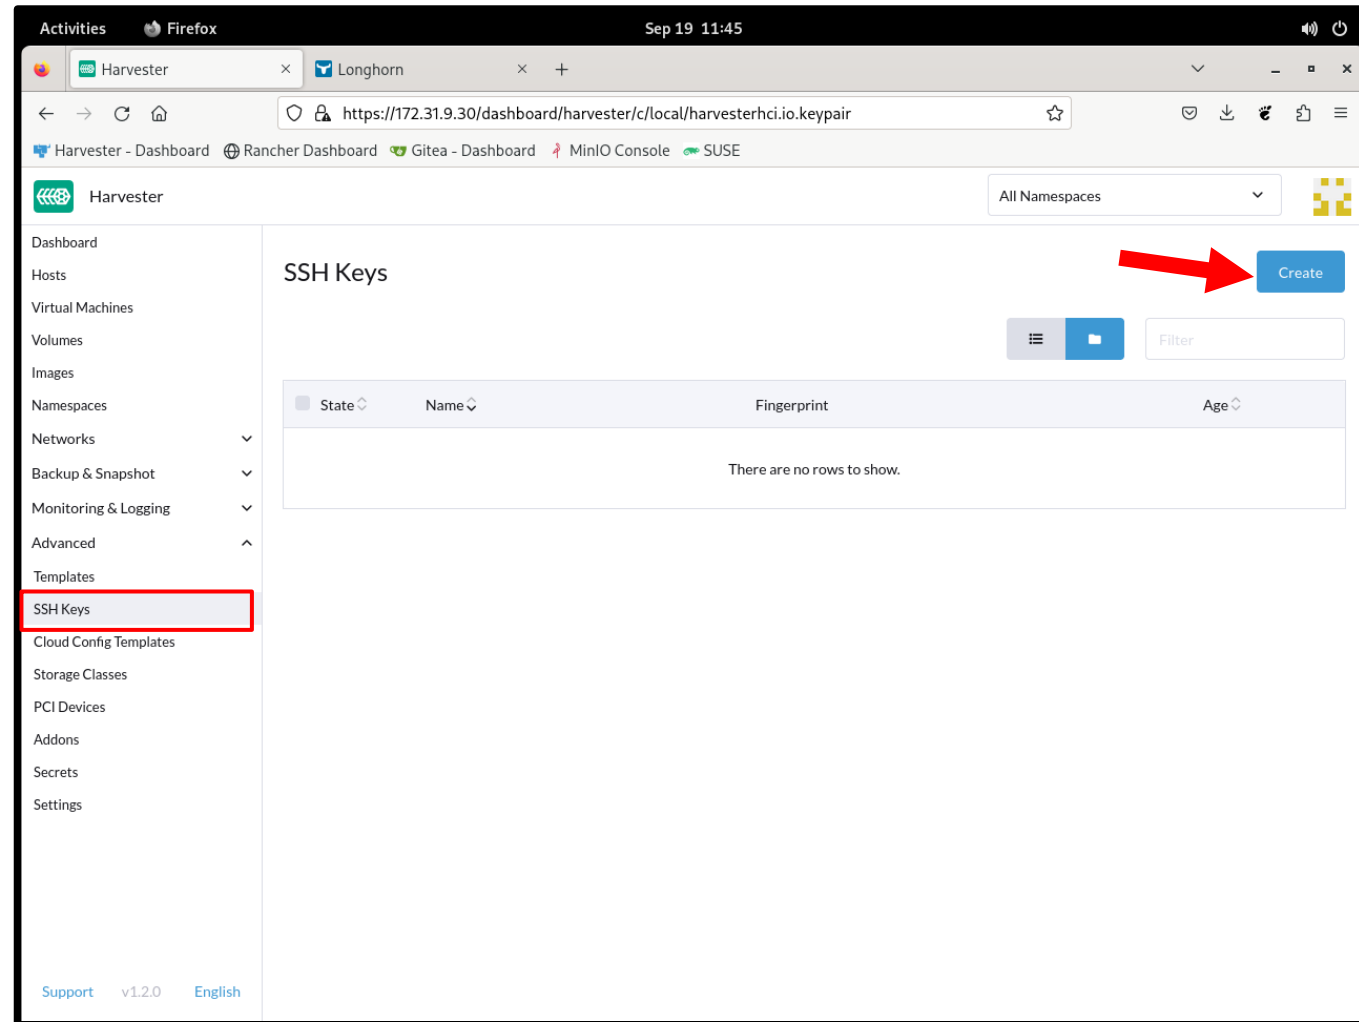 Activities Firefox Sep 19 11:45
Harvester Longhorn
https://172.31.9.30/dashboard/harvester/c/local/harvesterhci.io.keypair
Harvester - Dashboard Rancher Dashboard Gitea - Dashboard MinIO Console SUSE
Harvester All Namespaces
Dashboard
Hosts
Virtual Machines
Volumes
Images
Namespaces
Networks
Backup & Snapshot
Monitoring & Logging
Advanced
Templates
SSH Keys
Cloud Config Templates
Storage Classes
PCI Devices
Addons
Secrets
Settings
Support v1.2.0 English
SSH Keys
Create
Filter
State Name Fingerprint Age
There are no rows to show.